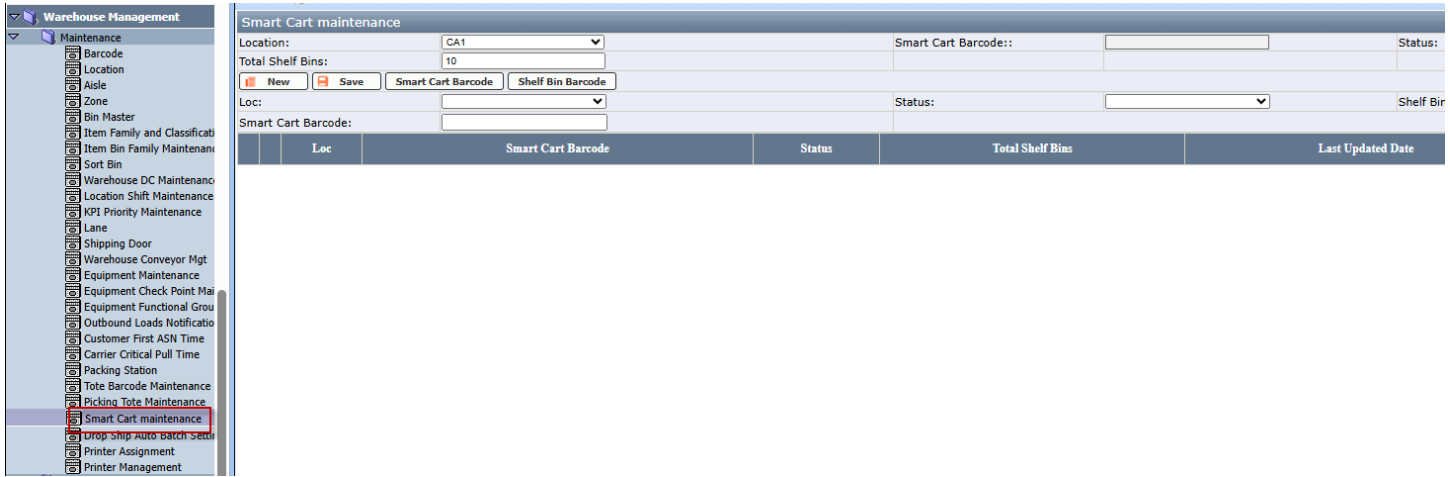 Warehouse Management
Maintenance
Barcode
Location
Aisle
Zone
Bin Master
Item Family and Classificati
Item Bin Family Maintenanc
Sort Bin
Warehouse DC Maintenance
Location Shift Maintenance
KPI Priority Maintenance
Lane
Shipping Door
Warehouse Conveyor Mgt
Equipment Maintenance
Equipment Check Point Mai
Equipment Functional Grou
Outbound Loads Notificatio
Customer First ASN Time
Carrier Critical Pull Time
Packing Station
Tote Barcode Maintenance
Picking Tote Maintenance
Smart Cart maintenance
Drop Ship Auto Batch Settin
Printer Assignment
Printer Management
Smart Cart maintenance
Location: CA1 Smart Cart Barcode:: Status:
Total Shelf Bins: 10
New Save Smart Cart Barcode Shelf Bin Barcode
Loc: Status: Shelf Bin
Smart Cart Barcode:
Loc Smart Cart Barcode Status Total Shelf Bins Last Updated Date